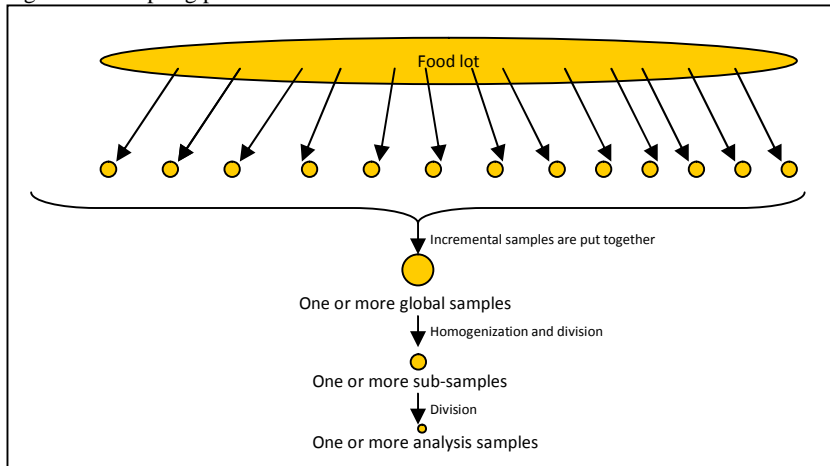 Food lot
Incremental samples are put together
One or more global samples
Homogenization and division
One or more sub-samples
Division
One or more analysis samples